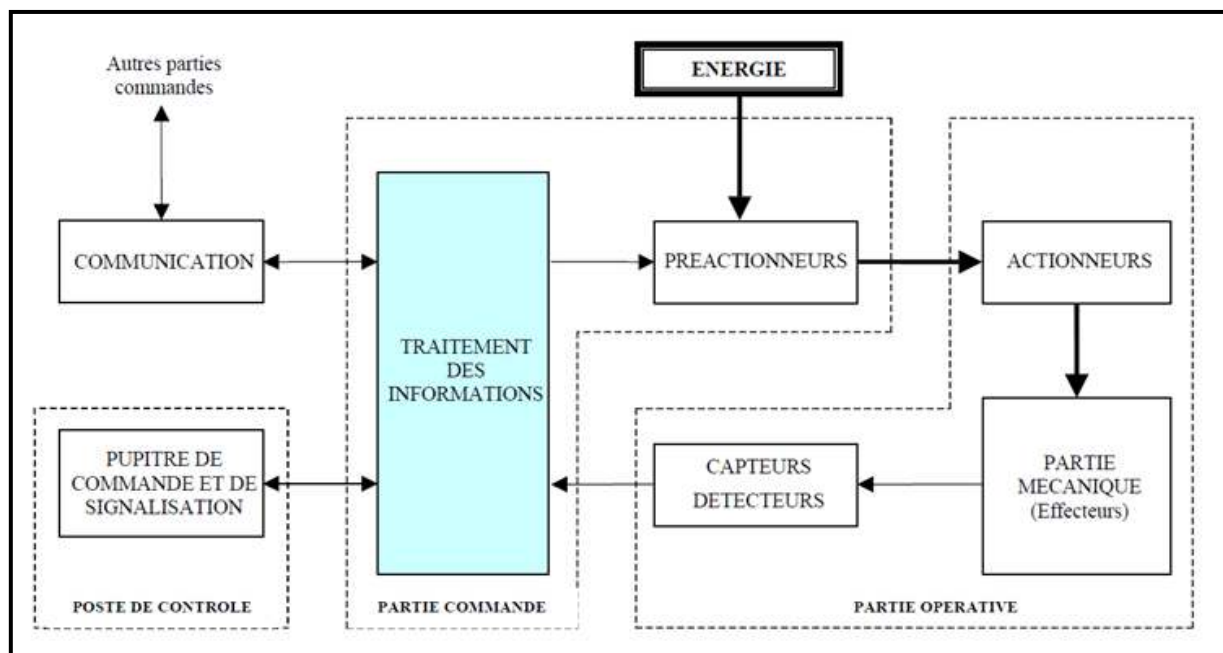 Autres parties
commandes
ENERGIE
COMMUNICATION
PREACTIONNEURS
ACTIONNEURS
TRAITEMENT
DES
INFORMATIONS
PUPITRE DE
COMMANDE ET DE
SIGNALISATION
CAPTEURS
DETECTEURS
PARTIE
MECANIQUE
(Effecteurs)
POSTE DE CONTROLE
PARTIE COMMANDE
PARTIE OPERATIVE